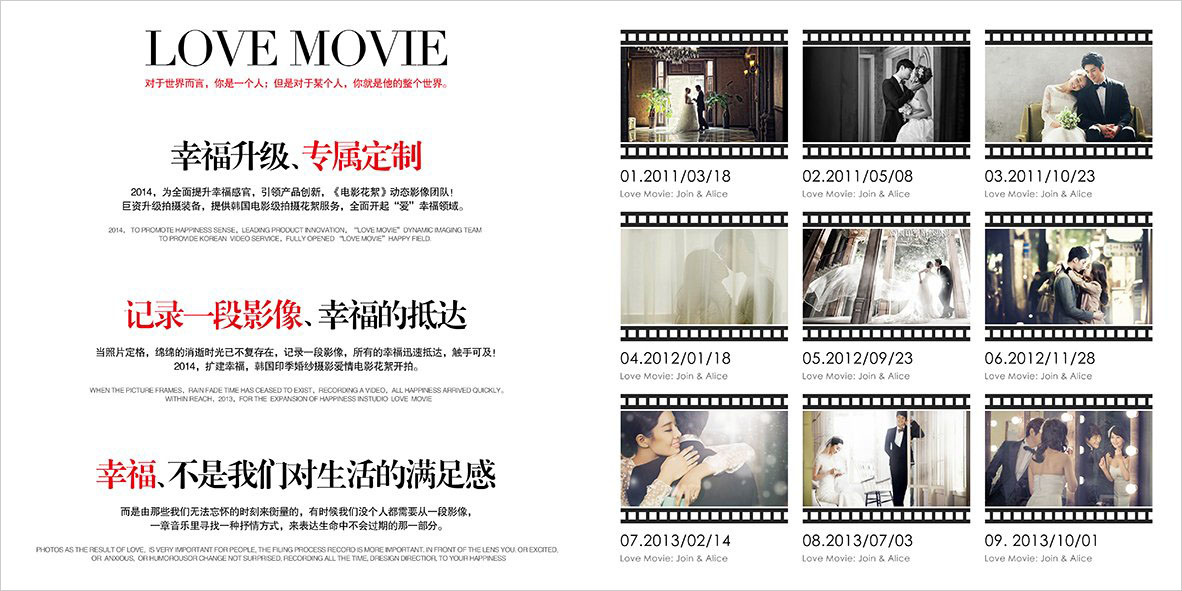 LOVE MOVIE
对于世界而言，你是一个人；但是对于某个人，你就是他的整个世界。
幸福升级、专属定制
2014，为全面提升幸福感官，引领产品创新，《电影花絮》动态影像团队！
巨资升级拍摄装备，提供韩国电影级拍摄花絮服务，全面开起“爱”幸福领域。
2014， TO PROMOTE HAPPINESS SENSE, LEADING PRODUCT INNOVATION, “LOVE MOVIE” DYNAMIC IMAGING TEAM
TO PROVIDE KOREAN VIDEO SERVICE, FULLY OPENED “LOVE MOVIE” HAPPY FIELD.
记录一段影像、幸福的抵达
当照片定格，绵绵的消逝时光已不复存在，记录一段影像，所有的幸福迅速抵达，触手可及！
2014，扩建幸福，韩国印季婚纱摄影爱情电影花絮开拍。
WHEN THE PICTURE FRAMES, RAIN FADE TIME HAS CEASED TO EXIST, RECORDING A VIDEO, ALL HAPPINESS ARRIVED QUICKLY,
WITHIN REACH. 2013, FOR THE EXPANSION OF HAPPINESS INSTUDIO LOVE MOVIE
幸福、不是我们对生活的满足感
而是由那些我们无法忘怀的时刻来衡量的，有时候我们没个人都需要从一段影像，
一章音乐里寻找一种抒情方式，来表达生命中不会过期的那一部分。
PHOTOS AS THE RESULT OF LOVE, IS VERY IMPORTANT FOR PEOPLE, THE FILING PROCESS RECORD IS MORE IMPORTANT. IN FRONT OF THE LENS YOU. OR EXCITED,
OR ANXIOUS, OR HUMOROUSOR CHANGE NOT SURPRISED, RECORDING ALL THE TIME, DRIESIGN DIRECTIOR, TO YOUR HAPPINESS
01.2011/03/18
Love Movie: Join & Alice
02.2011/05/08
Love Movie: Join & Alice
03.2011/10/23
Love Movie: Join & Alice
04.2012/01/18
Love Movie: Join & Alice
05.2012/09/23
Love Movie: Join & Alice
06.2012/11/28
Love Movie: Join & Alice
07.2013/02/14
Love Movie: Join & Alice
08.2013/07/03
Love Movie: Join & Alice
09. 2013/10/01
Love Movie: Join & Alice